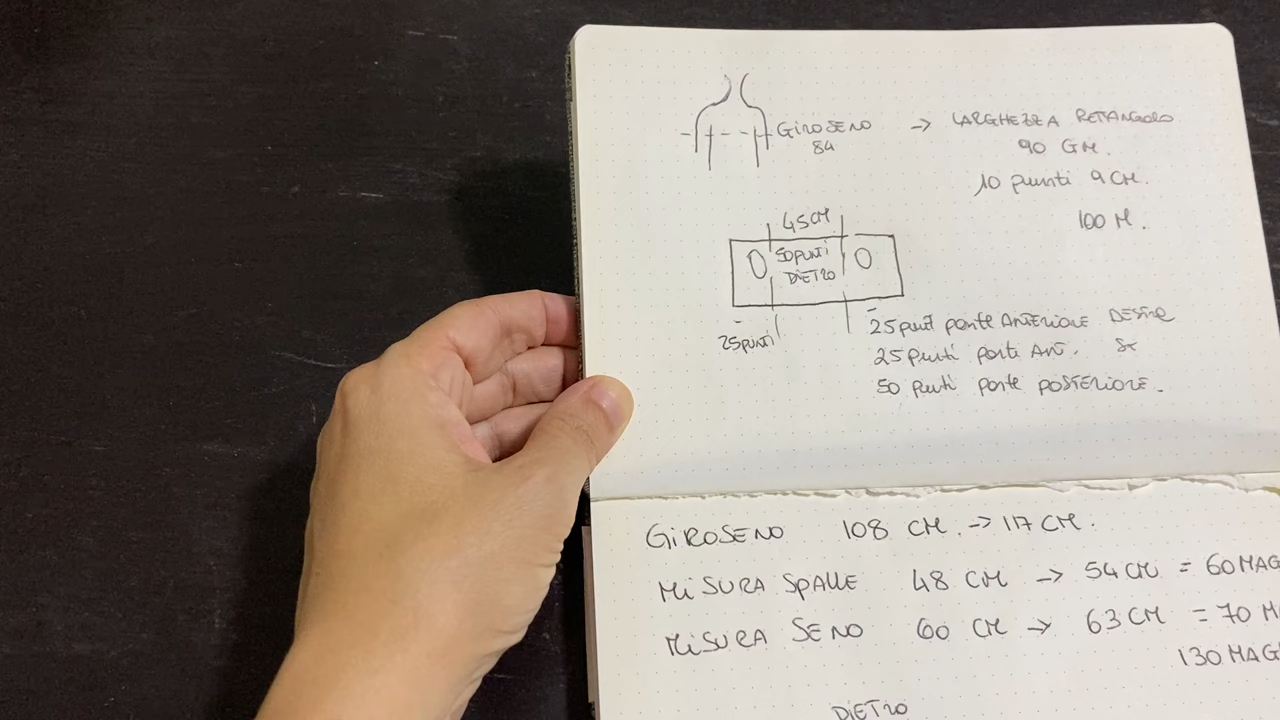 GIROSENO -> LARGHEZZA RETANGOLO
84
90 CM.
10 punti 9 CM.
100 M.
45 CM
50 PUNTI
DIETRO
25 PUNTI
25 punti parte ANTERIORE DESTR
25 punti parte ANT. Sx
50 punti parte POSTERIORE.
GIROSENO 108 CM. -> 117 CM.
MISURA SPALLE 48 CM -> 54 CM = 60 MAG
MISURA SENO 60 CM -> 63 CM = 70 M
130 MAG
DIETRO